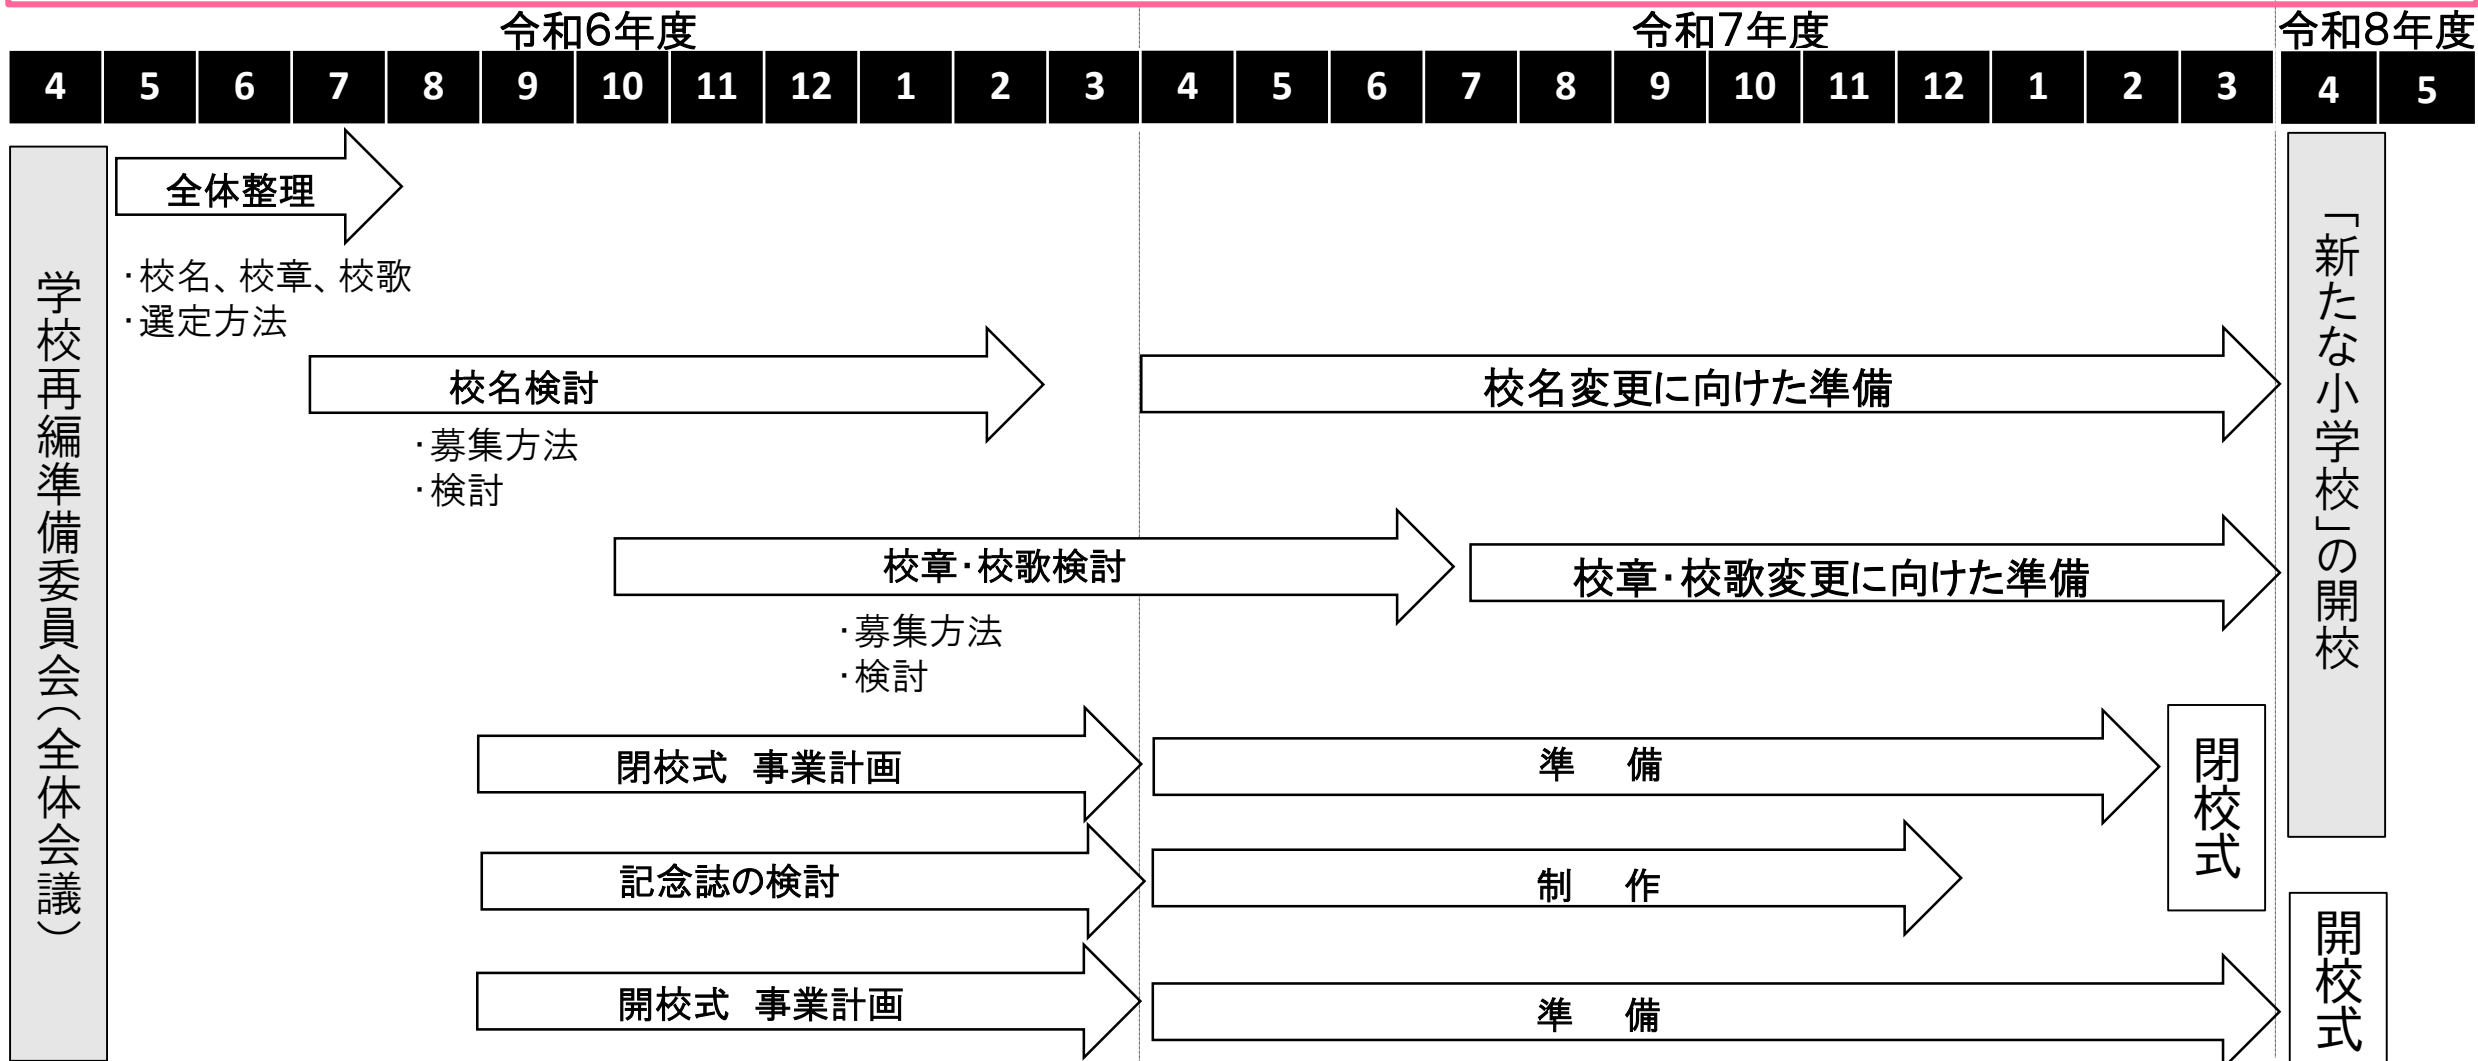 令和6年度
令和7年度
令和8年度
4 5 6 7 8 9 10 11 12 1 2 3 4 5 6 7 8 9 10 11 12 1 2 3 4 5
学校再編準備委員会（全体会議）
全体整理
・校名、校章、校歌
・選定方法
校名検討
・募集方法
・検討
校名変更に向けた準備
校章・校歌検討
・募集方法
・検討
校章・校歌変更に向けた準備
閉校式　事業計画
準　備
閉校式
記念誌の検討
制　作
開校式　事業計画
準　備
「新たな小学校」の開校
開校式